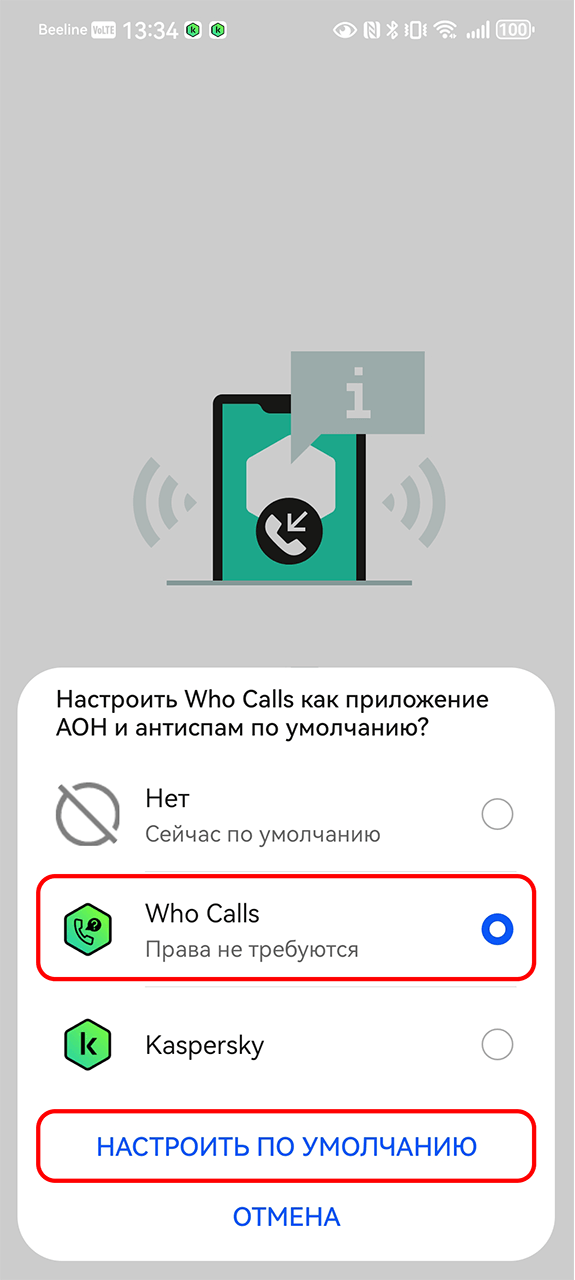 Beeline VoLTE 13:34 100
i
Настроить Who Calls как приложение
АОН и антиспам по умолчанию?
Нет
Сейчас по умолчанию
Who Calls
Права не требуются
k
Kaspersky
НАСТРОИТЬ ПО УМОЛЧАНИЮ
ОТМЕНА